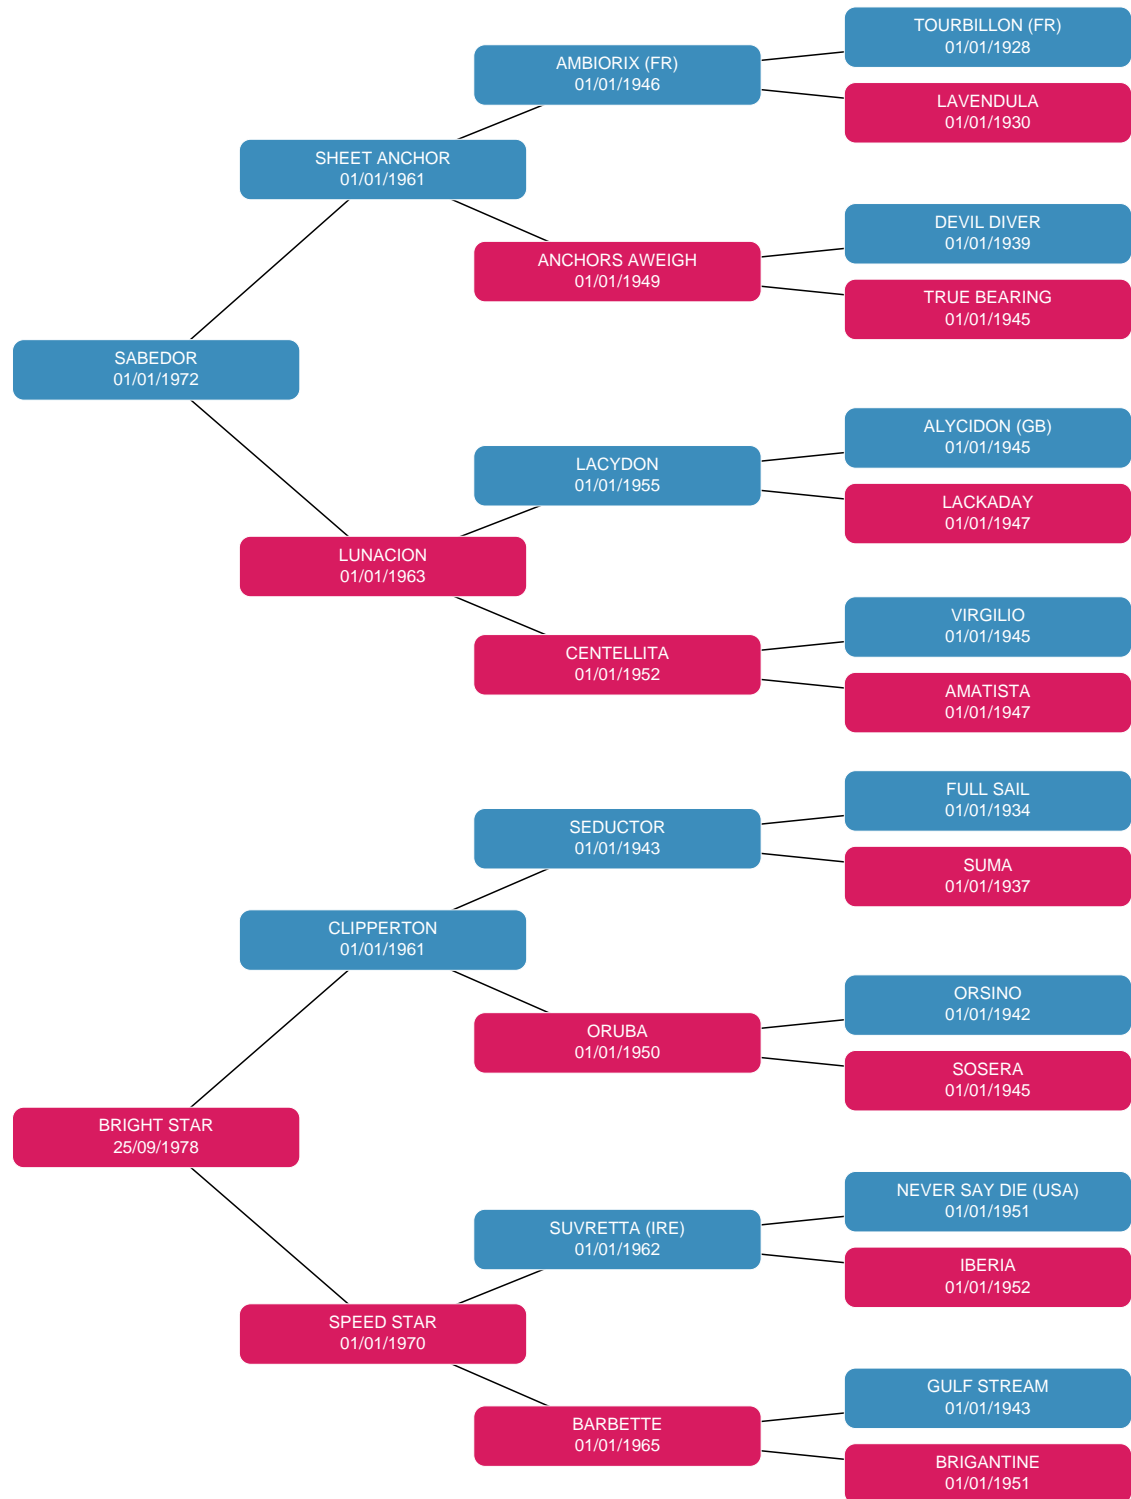 TOURBILLON (FR)
01/01/1928
AMBIORIX (FR)
01/01/1946
LAVENDULA
01/01/1930
SHEET ANCHOR
01/01/1961
DEVIL DIVER
01/01/1939
ANCHORS AWEIGH
01/01/1949
TRUE BEARING
01/01/1945
SABEDOR
01/01/1972
ALYCIDON (GB)
01/01/1945
LACYDON
01/01/1955
LACKADAY
01/01/1947
LUNACION
01/01/1963
VIRGILIO
01/01/1945
CENTELLITA
01/01/1952
AMATISTA
01/01/1947
FULL SAIL
01/01/1934
SEDUCTOR
01/01/1943
SUMA
01/01/1937
CLIPPERTON
01/01/1961
ORSINO
01/01/1942
ORUBA
01/01/1950
SOSERA
01/01/1945
BRIGHT STAR
25/09/1978
NEVER SAY DIE (USA)
01/01/1951
SUVRETTA (IRE)
01/01/1962
IBERIA
01/01/1952
SPEED STAR
01/01/1970
GULF STREAM
01/01/1943
BARBETTE
01/01/1965
BRIGANTINE
01/01/1951